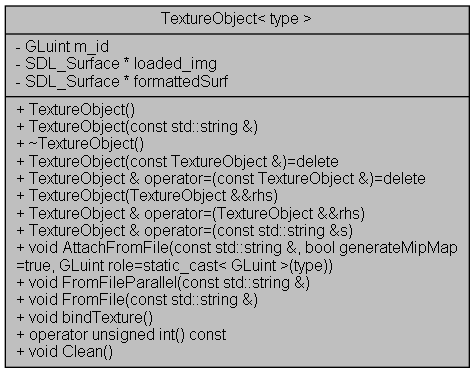 TextureObject< type >
- GLuint m_id
- SDL_Surface * loaded_img
- SDL_Surface * formattedSurf
+ TextureObject()
+ TextureObject(const std::string &)
+ ~TextureObject()
+ TextureObject(const TextureObject &)=delete
+ TextureObject & operator=(const TextureObject &)=delete
+ TextureObject(TextureObject &&rhs)
+ TextureObject & operator=(TextureObject &&rhs)
+ TextureObject & operator=(const std::string &s)
+ void AttachFromFile(const std::string &, bool generateMipMap
=true, GLuint role=static_cast< GLuint >(type))
+ void FromFileParallel(const std::string &)
+ void FromFile(const std::string &)
+ void bindTexture()
+ operator unsigned int() const
+ void Clean()